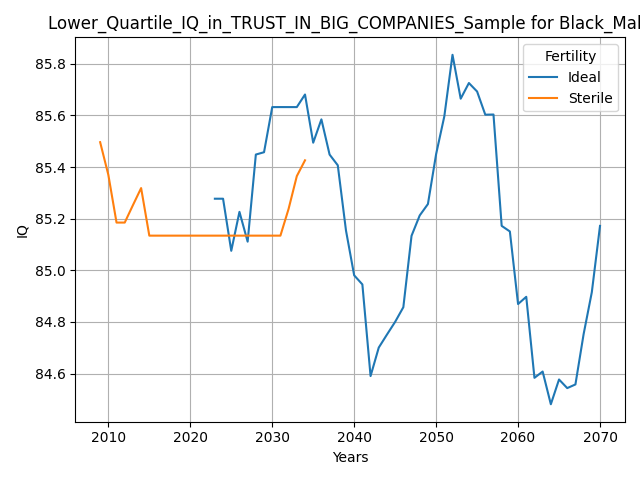 Lower_Quartile_IQ_in_TRUST_IN_BIG_COMPANIES_Sample for Black_Mal
Fertility
Ideal
Sterile
85.8
85.6
85.4
85.2
85.0
84.8
84.6
IQ
2010 2020 2030 2040 2050 2060 2070
Years